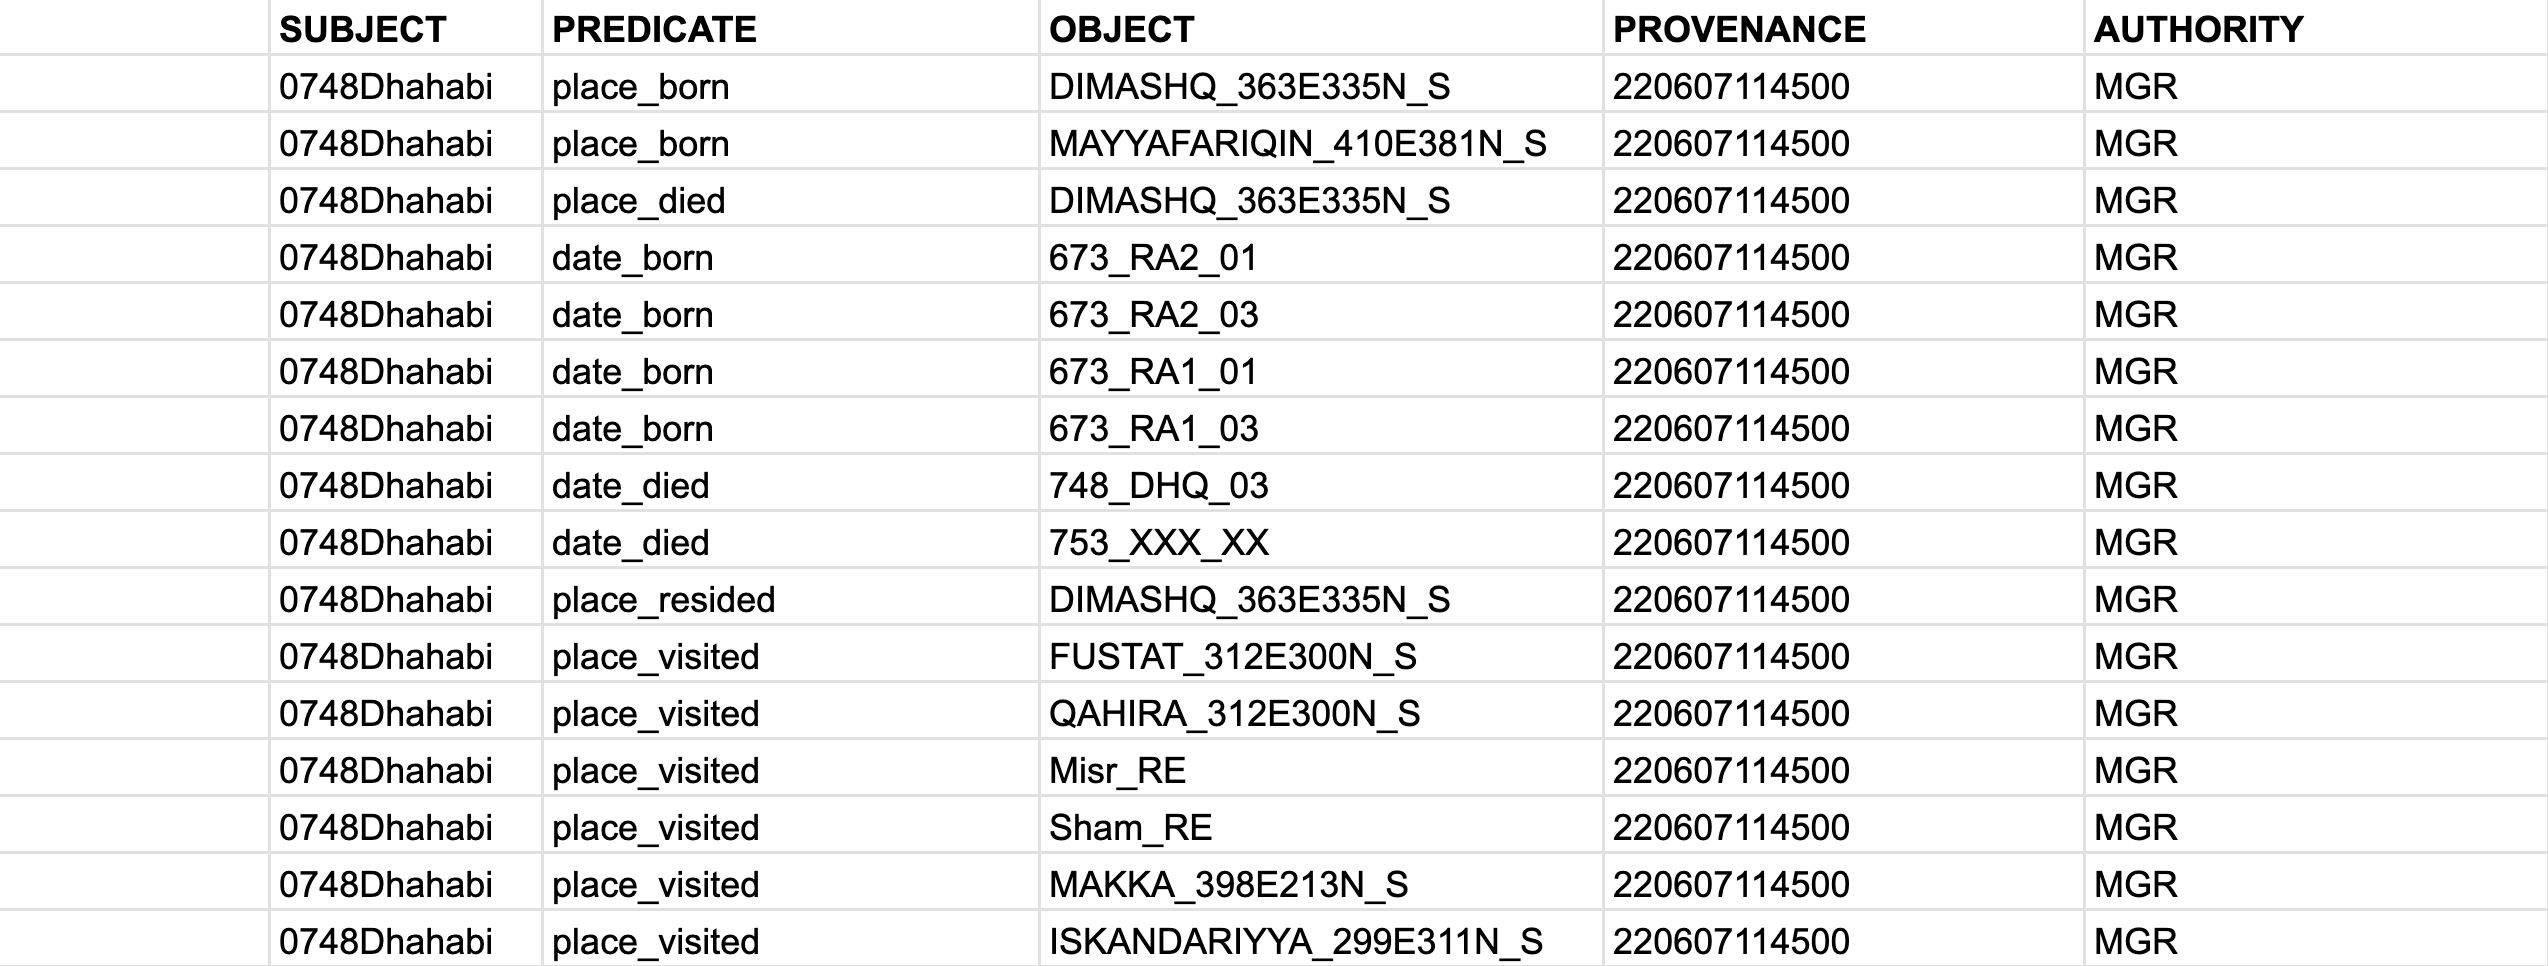 SUBJECT PREDICATE OBJECT PROVENANCE AUTHORITY
0748Dhahabi place_born DIMASHQ_363E335N_S 220607114500 MGR
0748Dhahabi place_born MAYYAFARIQIN_410E381N_S 220607114500 MGR
0748Dhahabi place_died DIMASHQ_363E335N_S 220607114500 MGR
0748Dhahabi date_born 673_RA2_01 220607114500 MGR
0748Dhahabi date_born 673_RA2_03 220607114500 MGR
0748Dhahabi date_born 673_RA1_01 220607114500 MGR
0748Dhahabi date_born 673_RA1_03 220607114500 MGR
0748Dhahabi date_died 748_DHQ_03 220607114500 MGR
0748Dhahabi date_died 753_XXX_XX 220607114500 MGR
0748Dhahabi place_resided DIMASHQ_363E335N_S 220607114500 MGR
0748Dhahabi place_visited FUSTAT_312E300N_S 220607114500 MGR
0748Dhahabi place_visited QAHIRA_312E300N_S 220607114500 MGR
0748Dhahabi place_visited Misr_RE 220607114500 MGR
0748Dhahabi place_visited Sham_RE 220607114500 MGR
0748Dhahabi place_visited MAKKA_398E213N_S 220607114500 MGR
0748Dhahabi place_visited ISKANDARIYYA_299E311N_S 220607114500 MGR